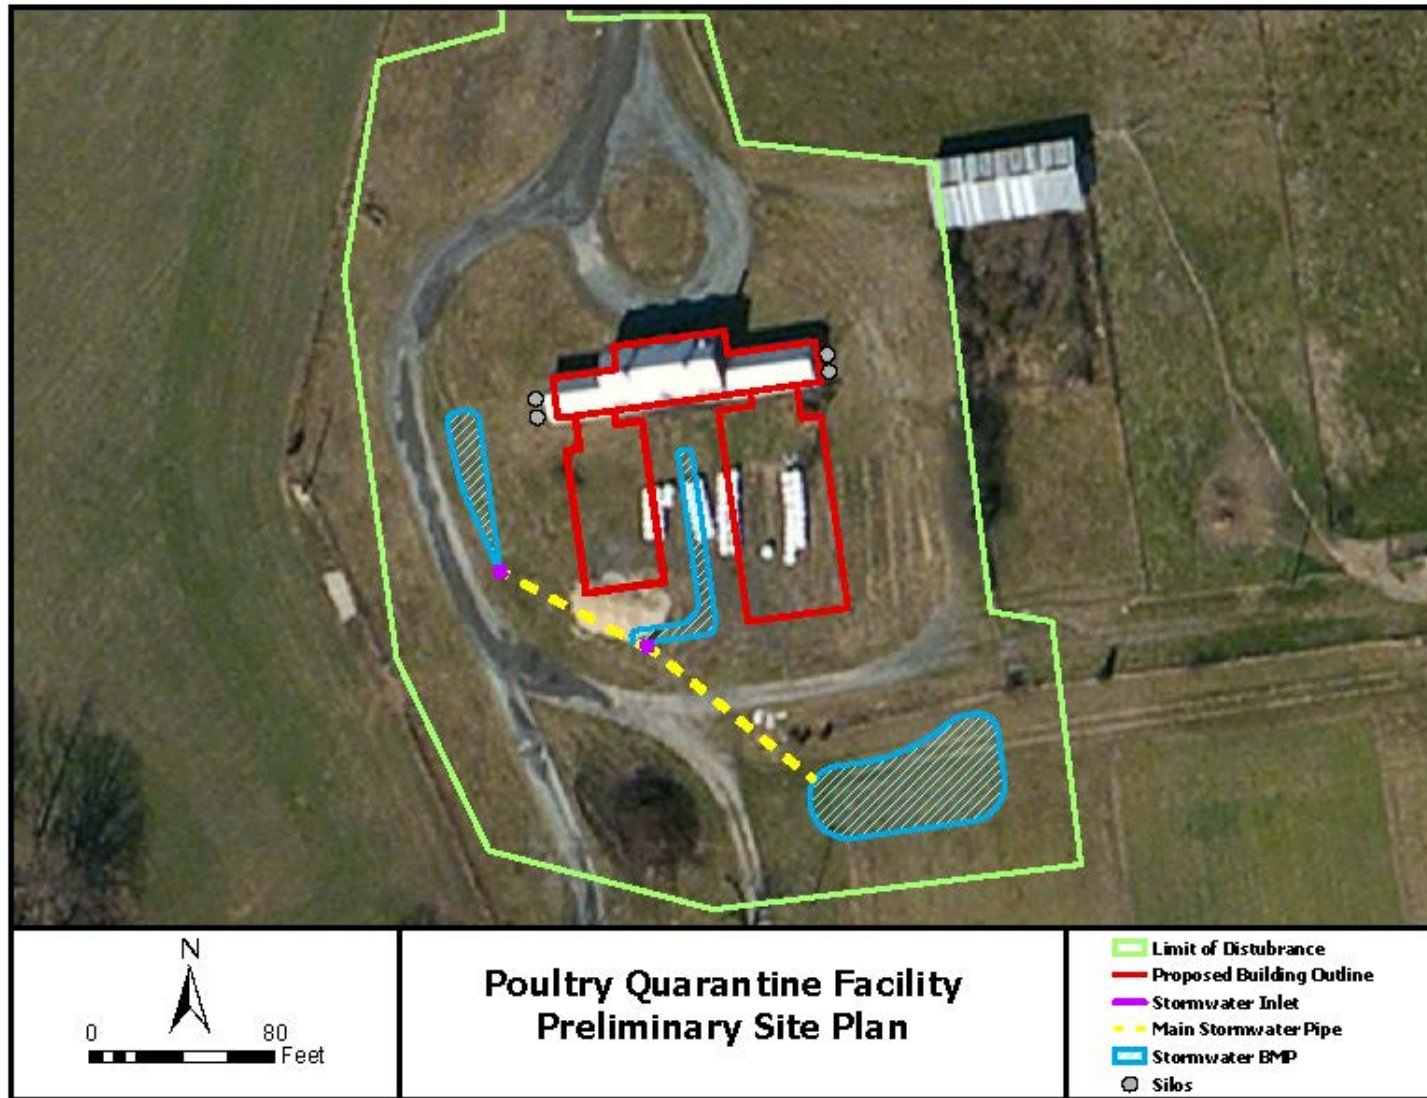 N
0 80
Feet
Poultry Quarantine Facility
Preliminary Site Plan
Limit of Distubrance
Proposed Building Outline
Stormwater Inlet
Main Stormwater Pipe
Stormwater BMP
Silos